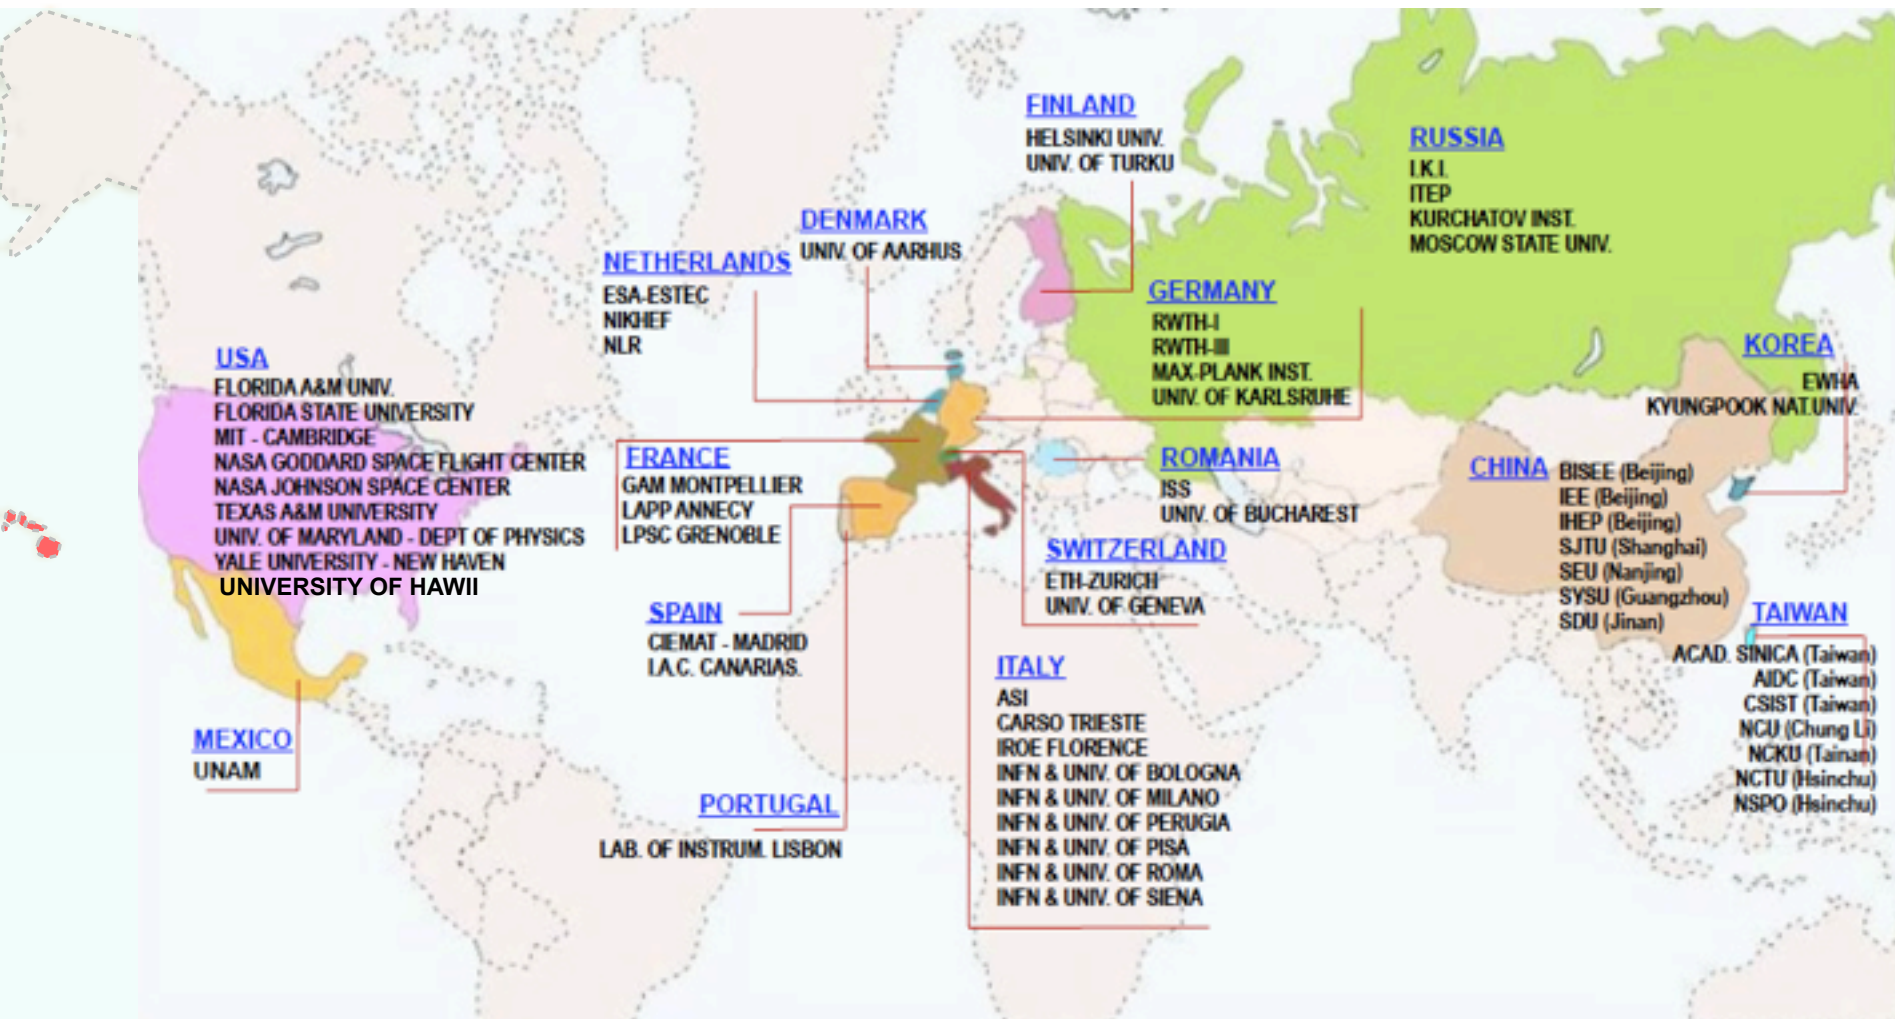 FINLAND
HELSINKI UNIV.
UNIV. OF TURKU
RUSSIA
I.K.I.
ITEP
KURCHATOV INST.
MOSCOW STATE UNIV.
DENMARK
UNIV. OF AARHUS
NETHERLANDS
ESA-ESTEC
NIKHEF
NLR
GERMANY
RWTH-I
RWTH-III
MAX-PLANK INST.
UNIV. OF KARLSRUHE
KOREA
EWHA
KYUNGPOOK NAT.UNIV.
USA
FLORIDA A&M UNIV.
FLORIDA STATE UNIVERSITY
MIT - CAMBRIDGE
NASA GODDARD SPACE FLIGHT CENTER
NASA JOHNSON SPACE CENTER
TEXAS A&M UNIVERSITY
UNIV. OF MARYLAND - DEPT OF PHYSICS
YALE UNIVERSITY - NEW HAVEN
UNIVERSITY OF HAWII
FRANCE
GAM MONTPELLIER
LAPP ANNECY
LPSC GRENOBLE
ROMANIA
ISS
UNIV. OF BUCHAREST
CHINA
BISEE (Beijing)
IEE (Beijing)
IHEP (Beijing)
SJTU (Shanghai)
SEU (Nanjing)
SYSU (Guangzhou)
SDU (Jinan)
SWITZERLAND
ETH-ZURICH
UNIV. OF GENEVA
SPAIN
CIEMAT - MADRID
I.A.C. CANARIAS.
TAIWAN
ACAD. SINICA (Taiwan)
AIDC (Taiwan)
CSIST (Taiwan)
NCU (Chung Li)
NCKU (Tainan)
NCTU (Hsinchu)
NSPO (Hsinchu)
ITALY
ASI
CARSO TRIESTE
IROE FLORENCE
INFN & UNIV. OF BOLOGNA
INFN & UNIV. OF MILANO
INFN & UNIV. OF PERUGIA
INFN & UNIV. OF PISA
INFN & UNIV. OF ROMA
INFN & UNIV. OF SIENA
MEXICO
UNAM
PORTUGAL
LAB. OF INSTRUM. LISBON